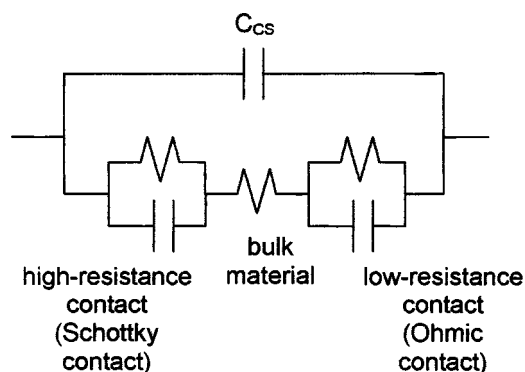 C_CS
high-resistance
contact
(Schottky
contact)
bulk
material
low-resistance
contact
(Ohmic
contact)